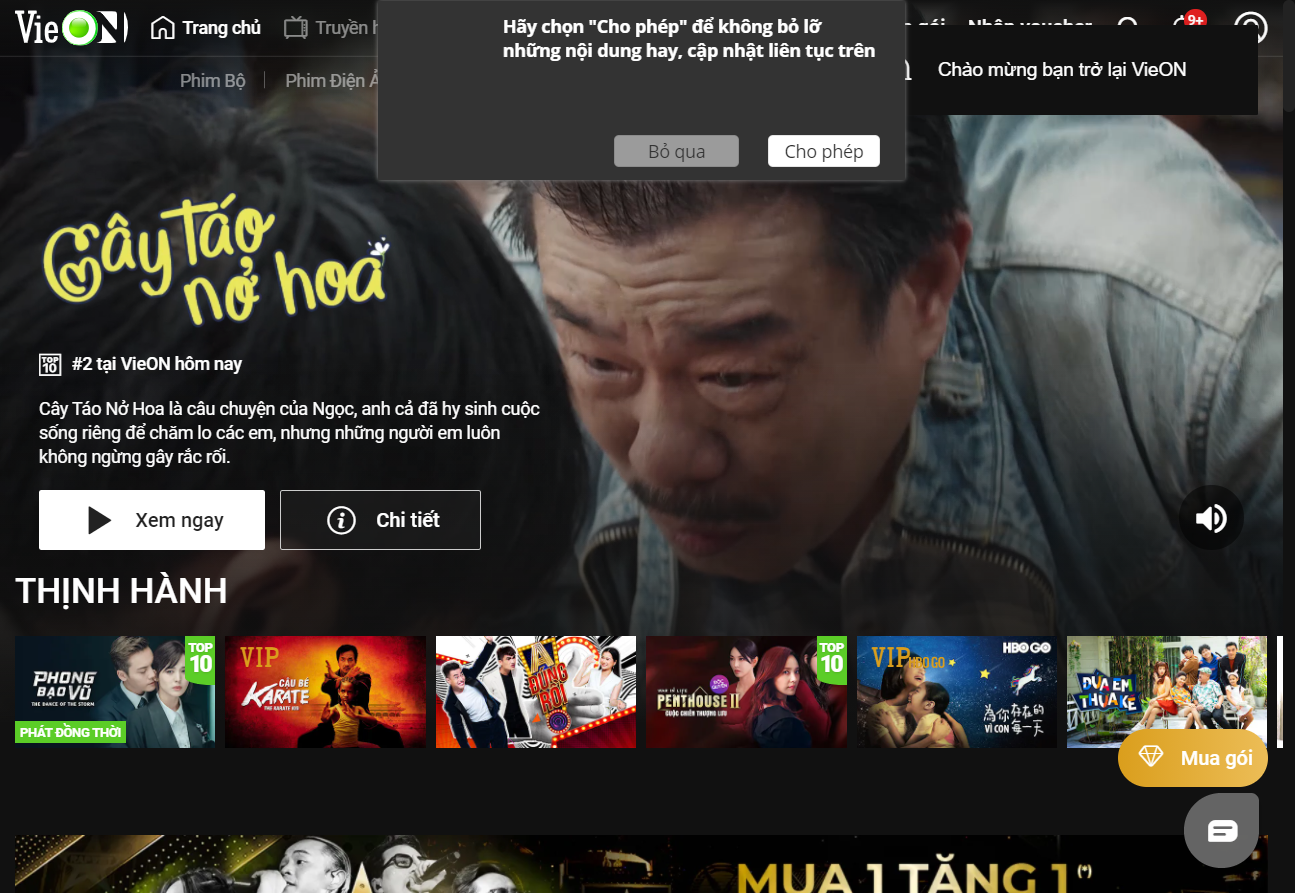 VieON
Trang chủ
Truyền h
gói
Nhận voucher
9+
Hãy chọn "Cho phép" để không bỏ lỡ
những nội dung hay, cập nhật liên tục trên
Bỏ qua
Cho phép
Chào mừng bạn trở lại VieON
Phim Bộ
Phim Điện Ả
Cây táo
nở hoa
TOP
10
#2 tại VieON hôm nay
Cây Táo Nở Hoa là câu chuyện của Ngọc, anh cả đã hy sinh cuộc
sống riêng để chăm lo các em, nhưng những người em luôn
không ngừng gây rắc rối.
Xem ngay
Chi tiết
THỊNH HÀNH
PHONG
BẠO VŨ
THE DANCE OF THE STORM
TOP
10
PHÁT ĐỒNG THỜI
VIP
CẬU BÉ
KARATE
THE KARATE KID
A
ĐÚNG
RỒI
ĐỘC
QUYỀN
PENTHOUSE II
CUỘC CHIẾN THƯỢNG LƯU
TOP
10
VIP
HBO GO
HBO GO
為你存在的
每一天
VÌ CON
ĐƯA EM
THỪA KẾ
Mua gói
MUA 1 TẶNG 1(*)